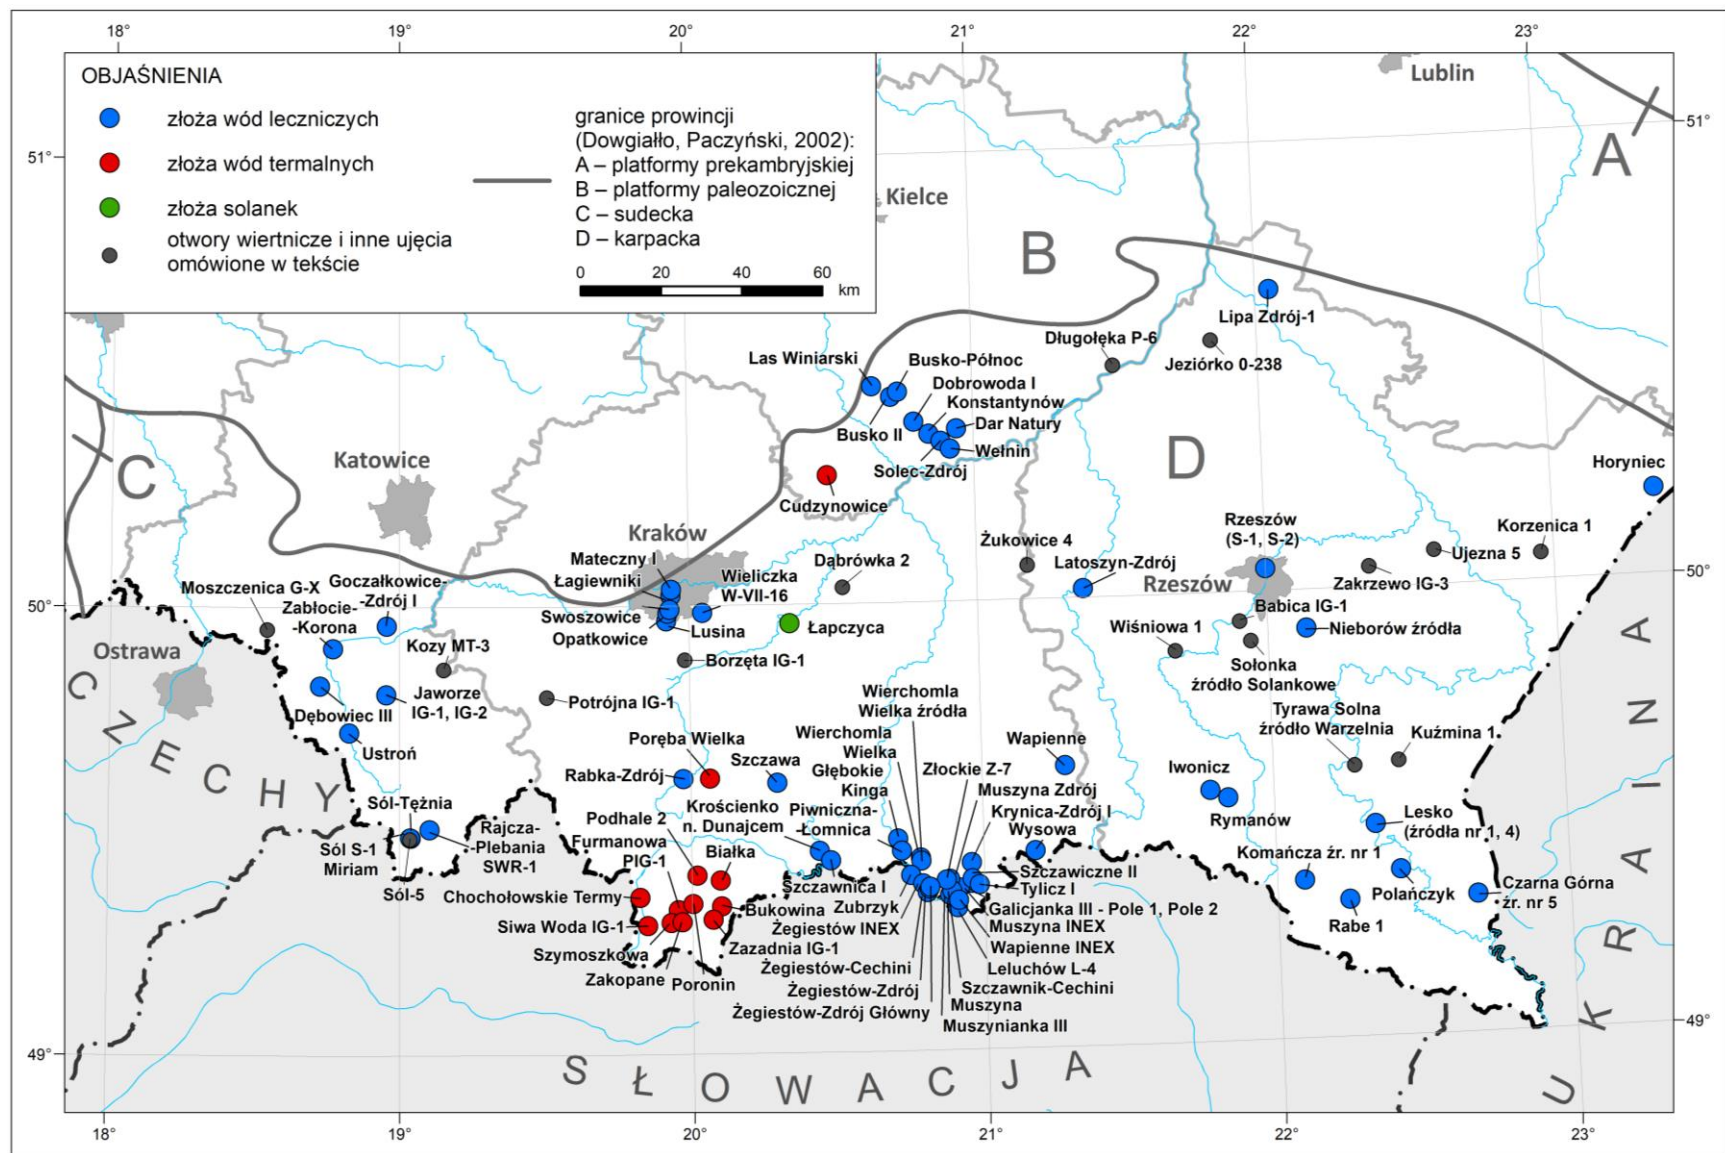 18°
19°
20°
21°
22°
23°
OBJAŚNIENIA
złoża wód leczniczych
złoża wód termalnych
złoża solanek
otwory wiertnicze i inne ujęcia
omówione w tekście
granice prowincji
(Dowgiałło, Paczyński, 2002):
A – platformy prekambryjskiej
B – platformy paleozoicznej
C – sudecka
D – karpacka
0 20 40 60 km
51°
51°
Lublin
A
Kielce
B
Lipa Zdrój-1
Długołęka P-6
Jeziórko 0-238
Las Winiarski
Busko-Północ
Dobrowoda I
Konstantynów
Dar Natury
Busko II
Wełnin
Solec-Zdrój
C
Katowice
D
Horyniec
Cudzynowice
Kraków
Mateczny I
Łagiewniki
Wieliczka
W-VII-16
Dąbrówka 2
Żukowice 4
Latoszyn-Zdrój
Rzeszów
(S-1, S-2)
Rzeszów
Korzenica 1
Ujezna 5
Zakrzewo IG-3
Moszczenica G-X
Goczałkowice-
-Zdrój I
Zabłocie-
-Korona
50°
50°
Swoszowice
Opatkowice
Lusina
Łapczyca
Babica IG-1
Nieborów źródła
Wiśniowa 1
Ostrawa
Kozy MT-3
Borzęta IG-1
Sołonka
źródło Solankowe
Jaworze
IG-1, IG-2
Potrójna IG-1
Dębowiec III
Ustroń
Wierchomla
Wielka źródła
Tyrawa Solna
źródło Warzelnia
Kuźmina 1
Wierchomla
Wielka
Wapienne
Poręba Wielka
Szczawa
Rabka-Zdrój
Głębokie
Kinga
Złockie Z-7
Muszyna Zdrój
Iwonicz
Rymanów
Krościenko
n. Dunajcem
Piwniczna-
-Łomnica
Krynica-Zdrój I
Wysowa
Lesko
(źródła nr 1, 4)
Sól-Tężnia
Sól S-1
Miriam
Rajcza-
-Plebania
SWR-1
Sól-5
Podhale 2
Furmanowa
PIG-1
Białka
Komańcza źr. nr 1
Szczawnica I
Szczawiczne II
Tylicz I
Polańczyk
Czarna Górna
źr. nr 5
Chochołowskie Termy
Bukowina
Zubrzyk
Galicjanka III - Pole 1, Pole 2
Rabe 1
Siwa Woda IG-1
Żegiestów INEX
Muszyna INEX
Szymoszkowa
Zazadnia IG-1
Wapienne INEX
Zakopane
Poronin
Żegiestów-Cechini
Leluchów L-4
Żegiestów-Zdrój
Szczawnik-Cechini
Żegiestów-Zdrój Główny
Muszyna
Muszynianka III
CZECHY
SŁOWACJA
UKRAINA
49°
49°
18°
19°
20°
21°
22°
23°